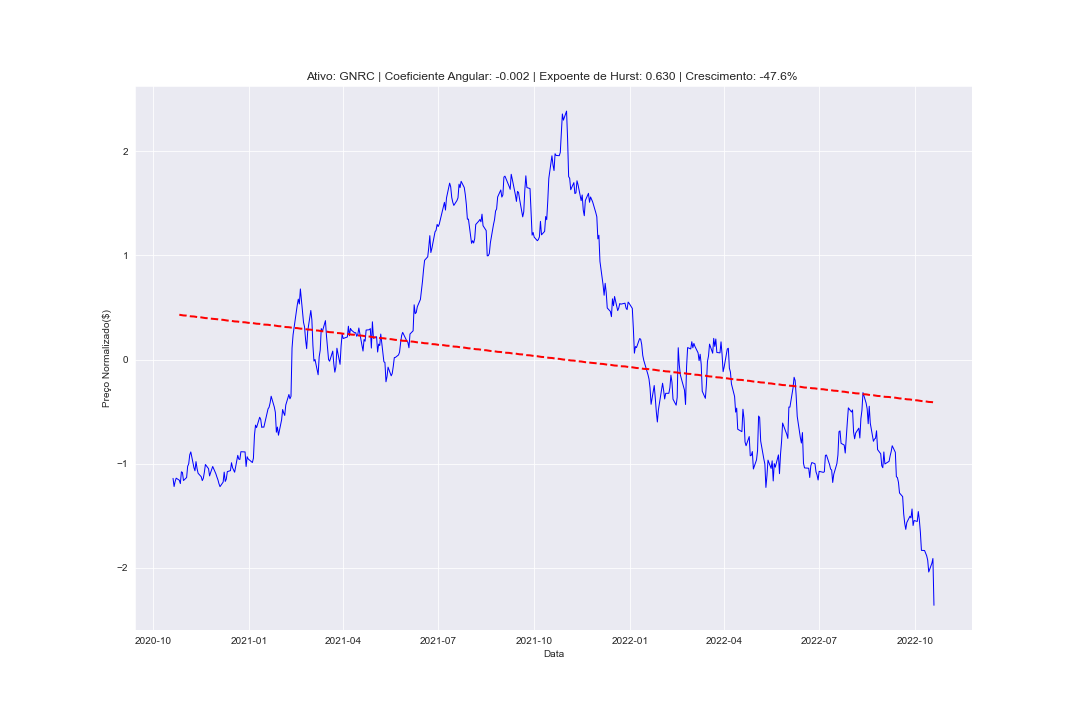 Ativo: GNRC | Coeficiente Angular: -0.002 | Expoente de Hurst: 0.630 | Crescimento: -47.6%
Preço Normalizado($)
2
1
0
−1
−2
2020-10 2021-01 2021-04 2021-07 2021-10 2022-01 2022-04 2022-07 2022-10
Data